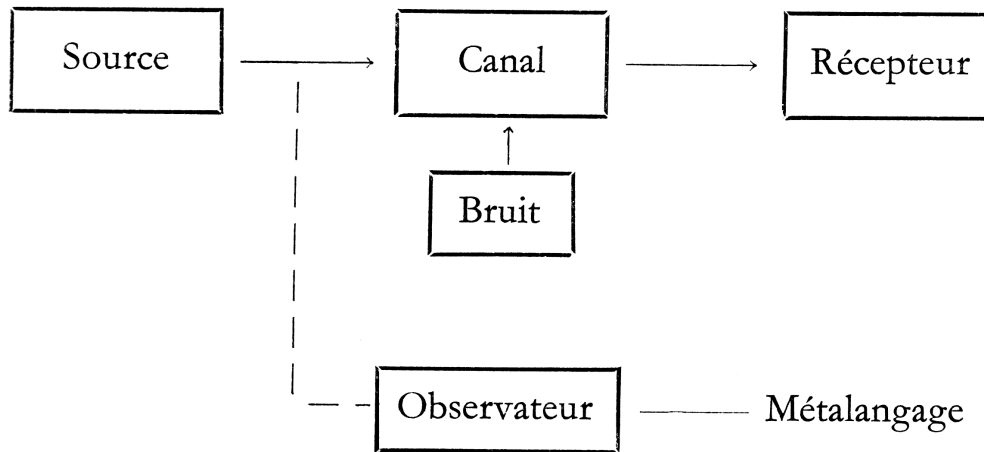 Source
Canal
Récepteur
Bruit
Observateur
Métalangage